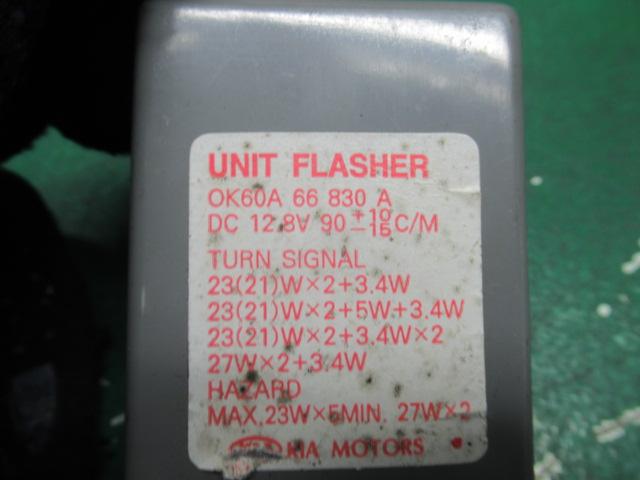 UNIT FLASHER
OK60A 66 830 A
DC 12.8V 90 +10 -15 C/M
TURN SIGNAL
23(21)W×2+3.4W
23(21)W×2+5W+3.4W
23(21)W×2+3.4W×2
27W×2+3.4W
HAZARD
MAX.23W×6MIN. 27W×2
KIA MOTORS